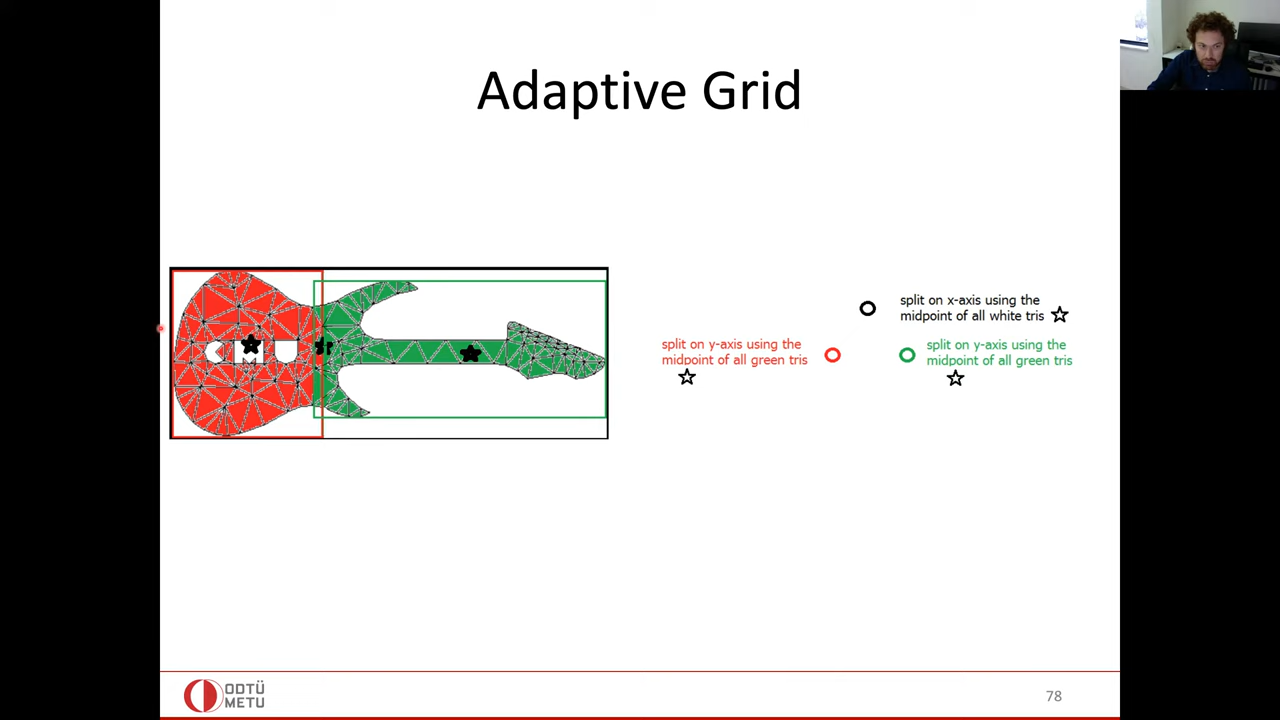 Adaptive Grid
CMU
split on x-axis using the
midpoint of all white tris
split on y-axis using the
midpoint of all green tris
split on y-axis using the
midpoint of all green tris
ODTÜ
METU
78